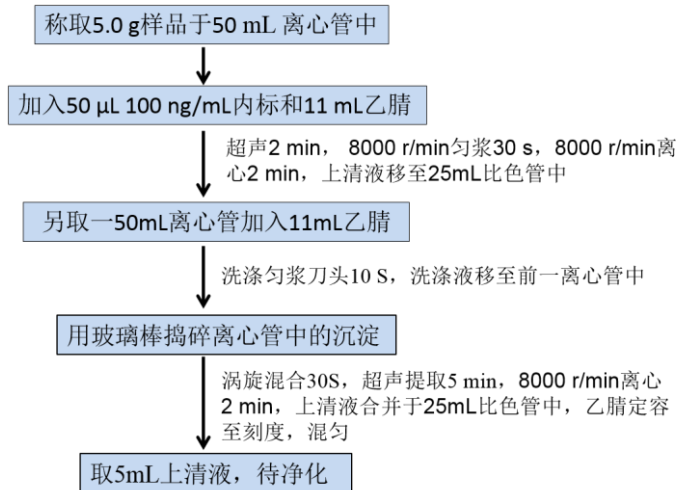 称取5.0 g样品于50 mL 离心管中
加入50 μL 100 ng/mL内标和11 mL乙腈
超声2 min， 8000 r/min匀浆30 s，8000 r/min离
心2 min，上清液移至25mL比色管中
另取一50mL离心管加入11mL乙腈
洗涤匀浆刀头10 S，洗涤液移至前一离心管中
用玻璃棒捣碎离心管中的沉淀
涡旋混合30S，超声提取5 min，8000 r/min离心
2 min，上清液合并于25mL比色管中，乙腈定容
至刻度，混匀
取5mL上清液，待净化